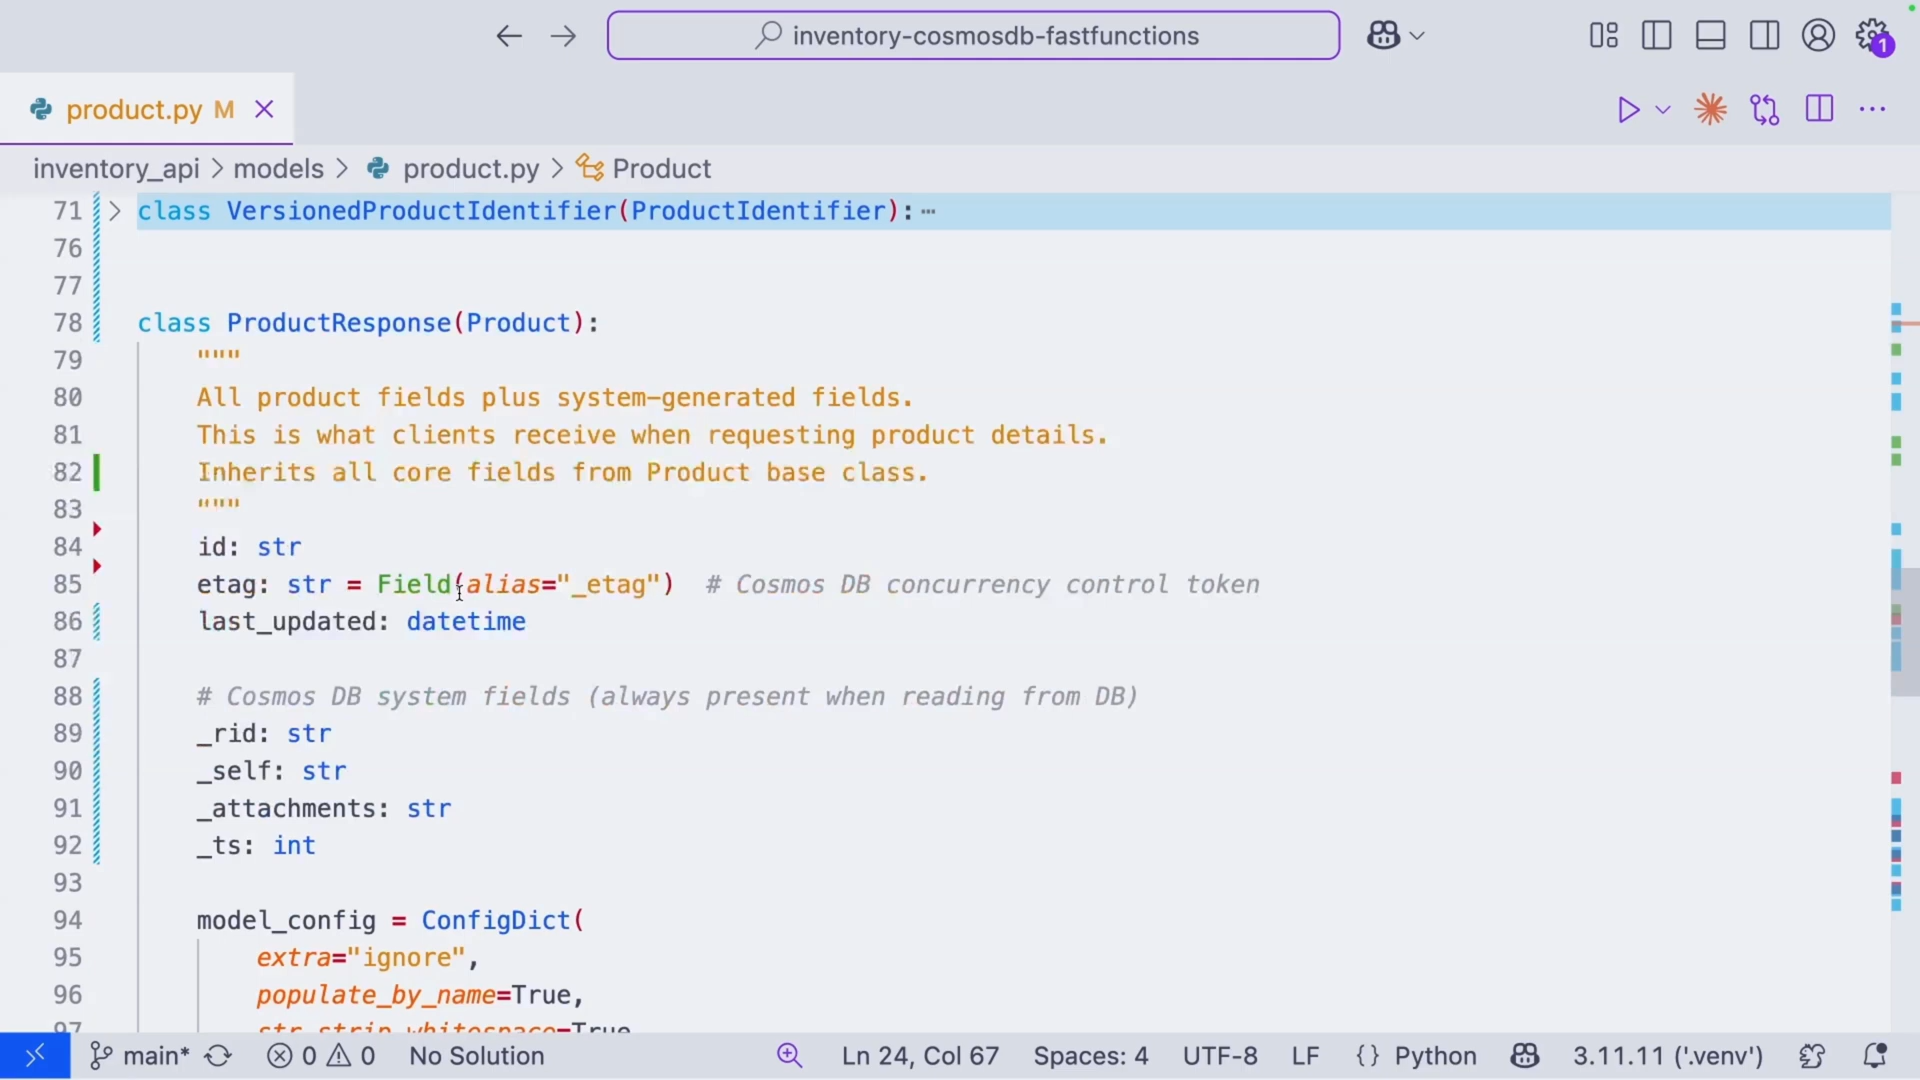 inventory-cosmosdb-fastfunctions
1
product.py M
inventory_api > models > product.py > Product
71 class VersionedProductIdentifier(ProductIdentifier): ⋯
76
77
78 class ProductResponse(Product):
79 """
80 All product fields plus system-generated fields.
81 This is what clients receive when requesting product details.
82 Inherits all core fields from Product base class.
83 """
84 id: str
85 etag: str = Field(alias="_etag")  # Cosmos DB concurrency control token
86 last_updated: datetime
87
88 # Cosmos DB system fields (always present when reading from DB)
89 _rid: str
90 _self: str
91 _attachments: str
92 _ts: int
93
94 model_config = ConfigDict(
95 extra="ignore",
96 populate_by_name=True,
97 str_strip_whitespace=True
main* 0 0 No Solution Ln 24, Col 67 Spaces: 4 UTF-8 LF {} Python 3.11.11 ('.venv')